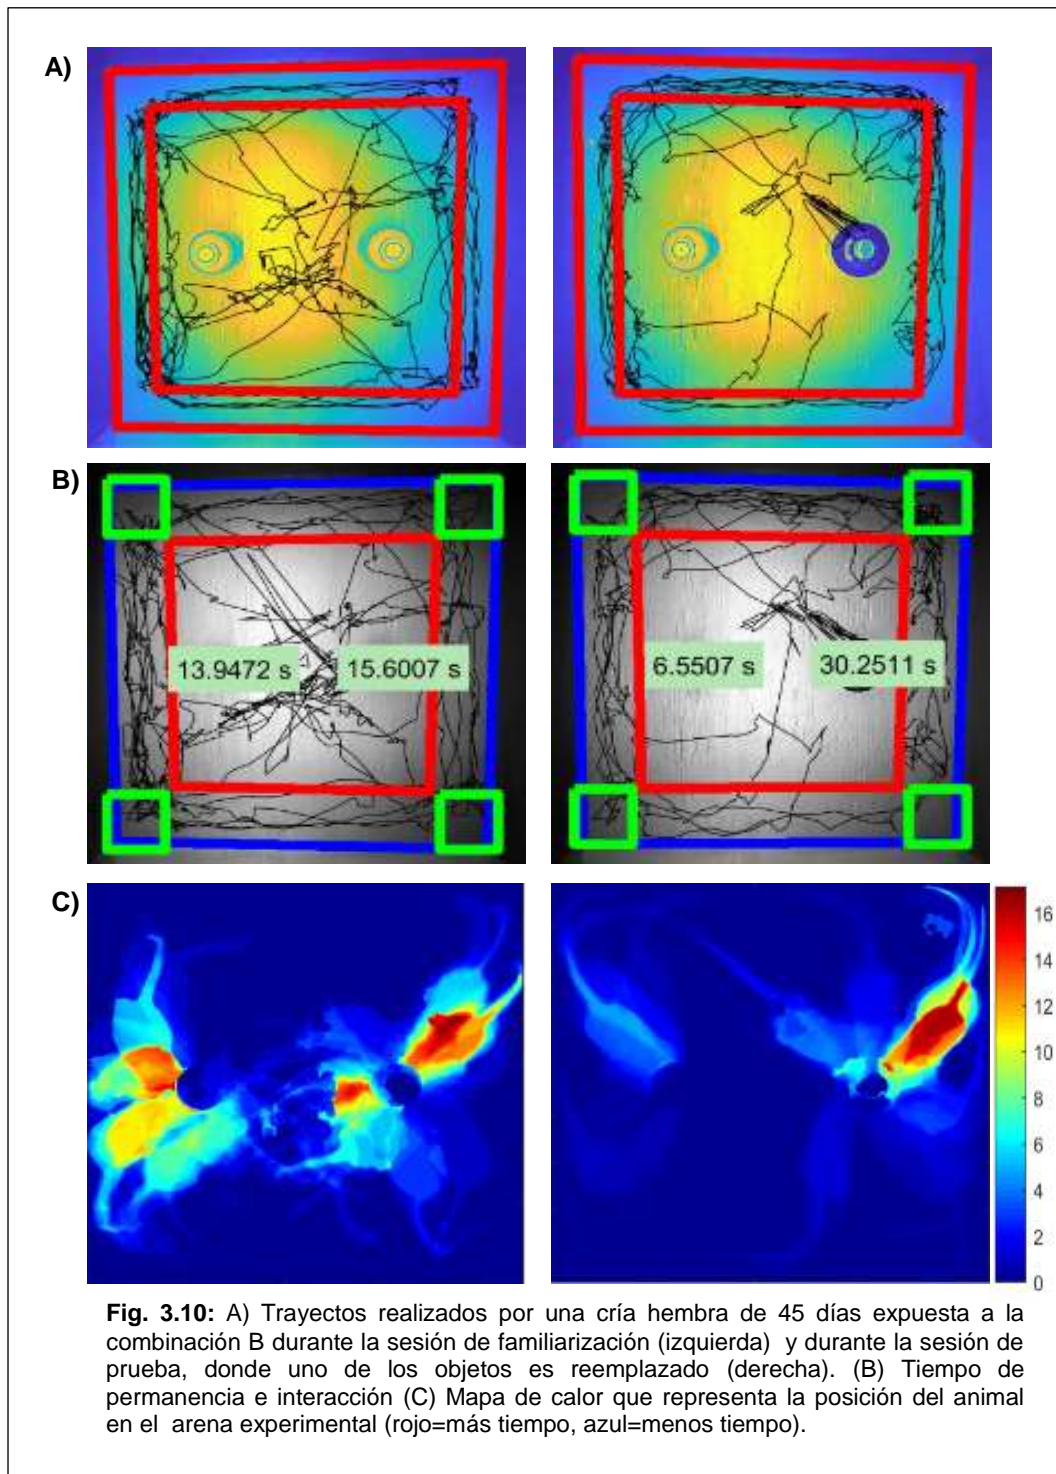 A)
B)
13.9472 s 15.6007 s 6.5507 s 30.2511 s
C)
16
14
12
10
8
6
4
2
0
Fig. 3.10: A) Trayectos realizados por una cría hembra de 45 días expuesta a la
combinación B durante la sesión de familiarización (izquierda) y durante la sesión de
prueba, donde uno de los objetos es reemplazado (derecha). (B) Tiempo de
permanencia e interacción (C) Mapa de calor que representa la posición del animal
en el arena experimental (rojo=más tiempo, azul=menos tiempo).